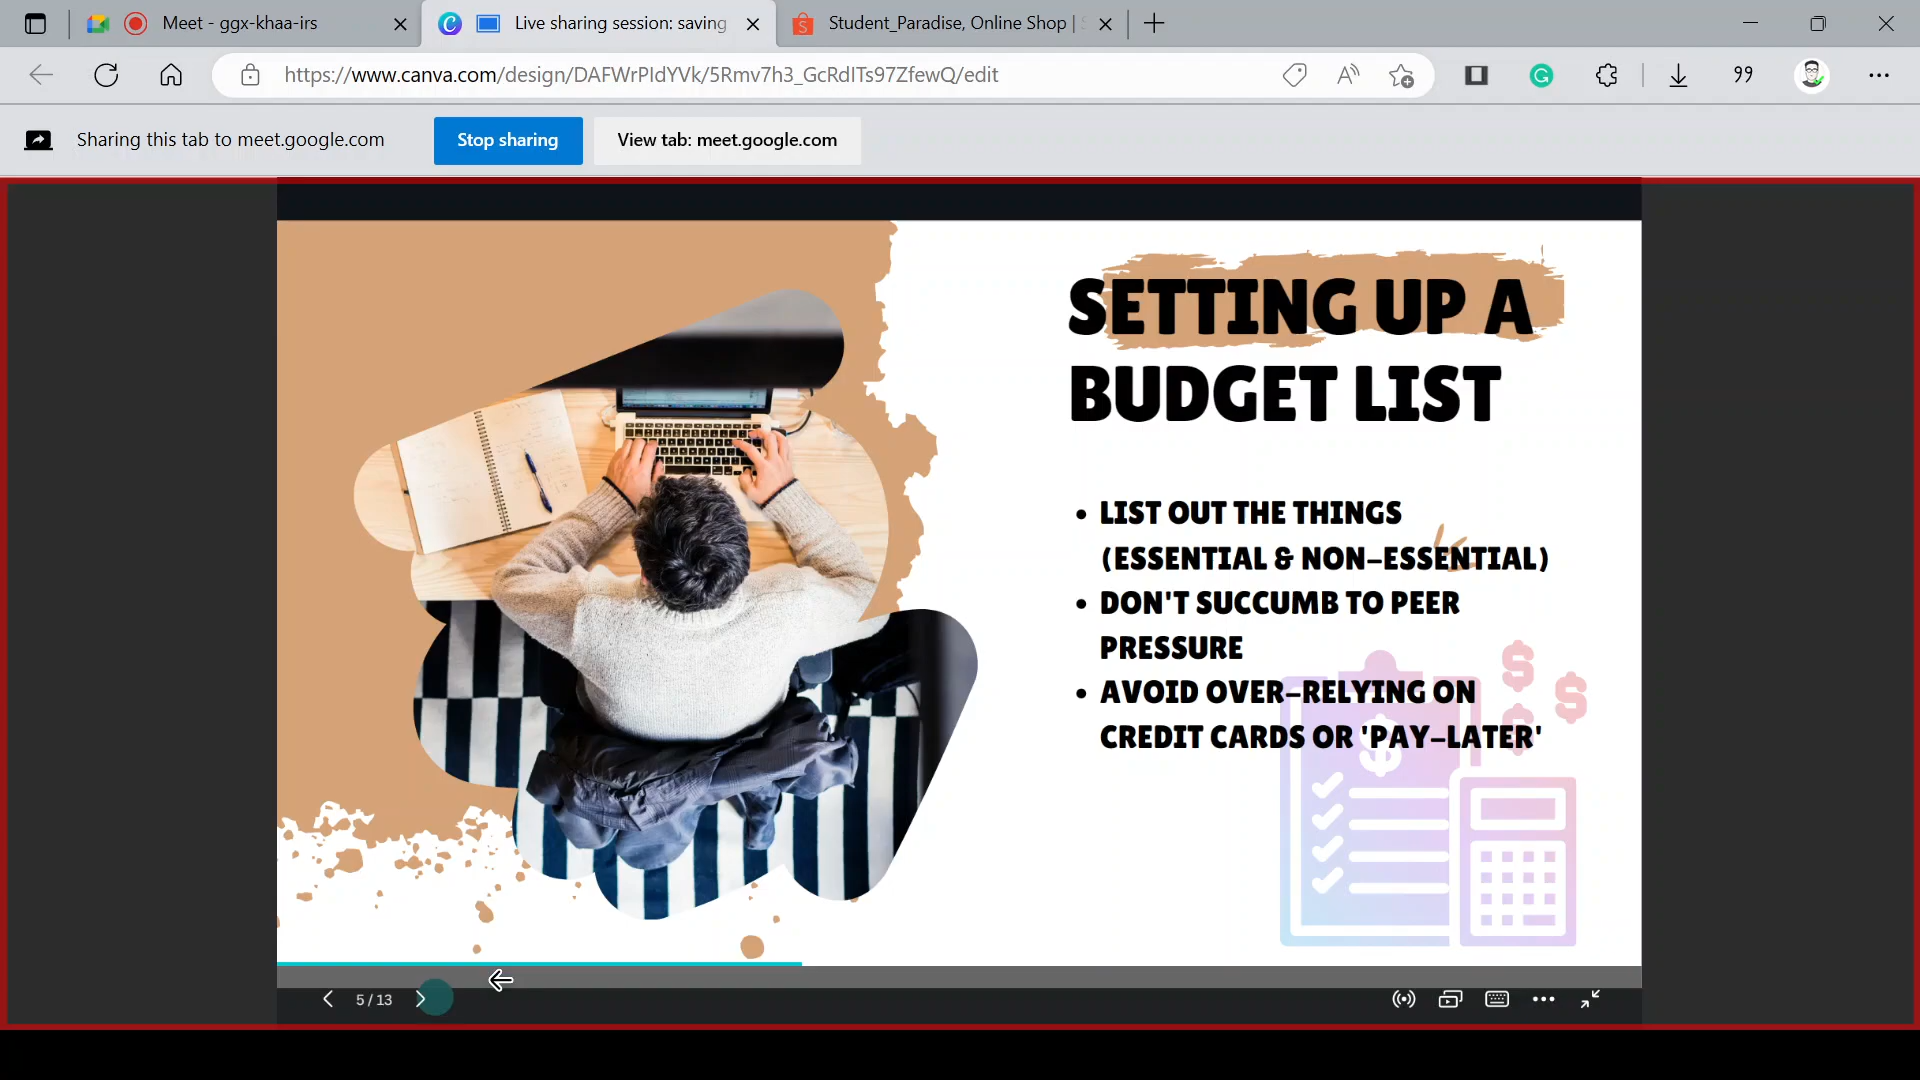 Meet - ggx-khaa-irs
Live sharing session: saving
Student_Paradise, Online Shop |
https://www.canva.com/design/DAFWrPIdYVk/5Rmv7h3_GcRdITs97ZfewQ/edit
Sharing this tab to meet.google.com
Stop sharing
View tab: meet.google.com
SETTING UP A
BUDGET LIST
• LIST OUT THE THINGS
(ESSENTIAL & NON-ESSENTIAL)
• DON'T SUCCUMB TO PEER
PRESSURE
• AVOID OVER-RELYING ON
CREDIT CARDS OR 'PAY-LATER'
5 / 13